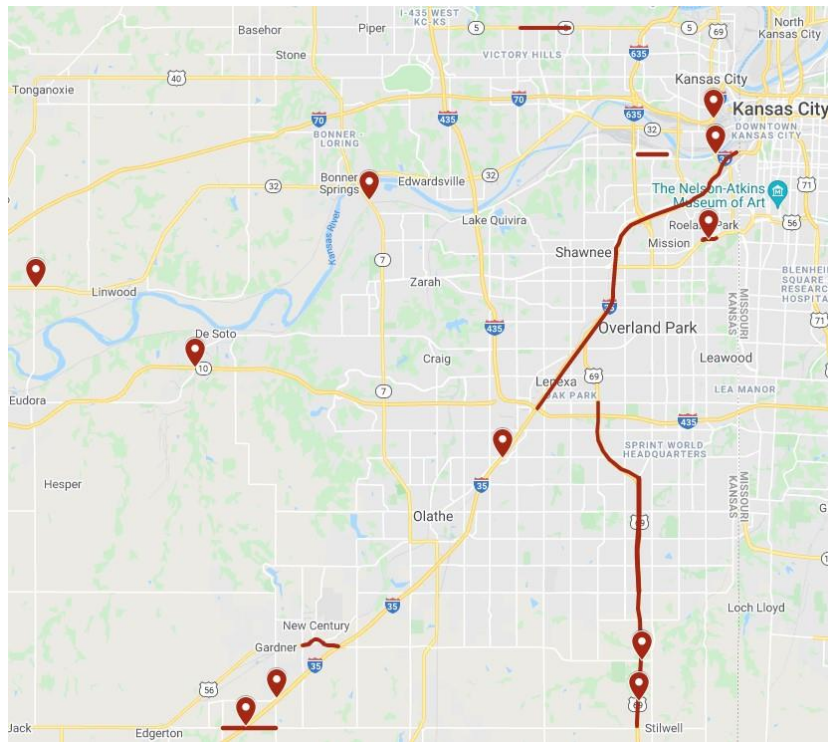 I-435 WEST
KC-KS
Basehor
Piper
5
5
5
69
North
Kansas City
Stone
VICTORY HILLS
635
40
Tonganoxie
70
70
435
635
Kansas City
Kansas City
BONNER -
LORING
32
DOWNTOWN
KANSAS CITY
Bonner
Springs
32
Edwardsville
32
71
The Nelson-Atkins
Museum of Art
Kansas River
Lake Quivira
56
Mission
Shawnee
Linwood
Zarah
BLENHEIM
SQUARE
RESEARCH
HOSPITAL
MISSOURI
KANSAS
7
71
De Soto
435
Overland Park
Craig
Leawood
10
Lenexa
OAK PARK
69
LEA MANOR
7
Eudora
435
SPRINT WORLD
HEADQUARTERS
Hesper
35
MISSOURI
KANSAS
Olathe
69
35
Loch Lloyd
New Century
Gardner
35
56
69
Jack
Edgerton
Stilwell